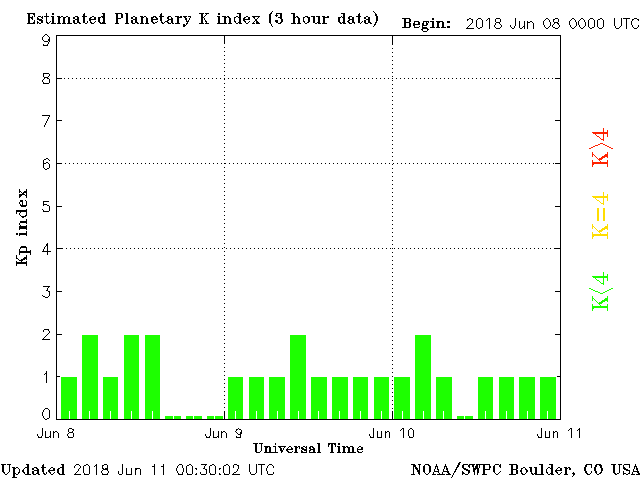 Estimated Planetary K index (3 hour data) Begin: 2018 Jun 08 0000 UTC
9
8
7
6
5
4
3
2
1
0
Kp index
K>4
K=4
K<4
Jun 8 Jun 9 Jun 10 Jun 11
Universal Time
Updated 2018 Jun 11 00:30:02 UTC NOAA/SWPC Boulder, CO USA